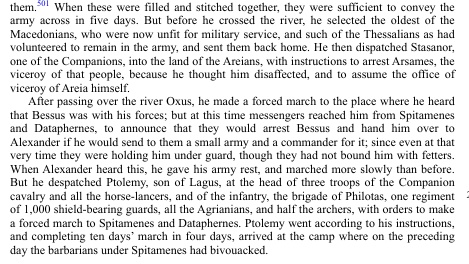 them.501 When these were filled and stitched together, they were sufficient to convey the
army across in five days. But before he crossed the river, he selected the oldest of the
Macedonians, who were now unfit for military service, and such of the Thessalians as had
volunteered to remain in the army, and sent them back home. He then dispatched Stasanor,
one of the Companions, into the land of the Areians, with instructions to arrest Arsames, the
viceroy of that people, because he thought him disaffected, and to assume the office of
viceroy of Areia himself.
After passing over the river Oxus, he made a forced march to the place where he heard
that Bessus was with his forces; but at this time messengers reached him from Spitamenes
and Dataphernes, to announce that they would arrest Bessus and hand him over to
Alexander if he would send to them a small army and a commander for it; since even at that
very time they were holding him under guard, though they had not bound him with fetters.
When Alexander heard this, he gave his army rest, and marched more slowly than before.
But he despatched Ptolemy, son of Lagus, at the head of three troops of the Companion
cavalry and all the horse-lancers, and of the infantry, the brigade of Philotas, one regiment
of 1,000 shield-bearing guards, all the Agrianians, and half the archers, with orders to make
a forced march to Spitamenes and Dataphernes. Ptolemy went according to his instructions,
and completing ten days' march in four days, arrived at the camp where on the preceding
day the barbarians under Spitamenes had bivouacked.